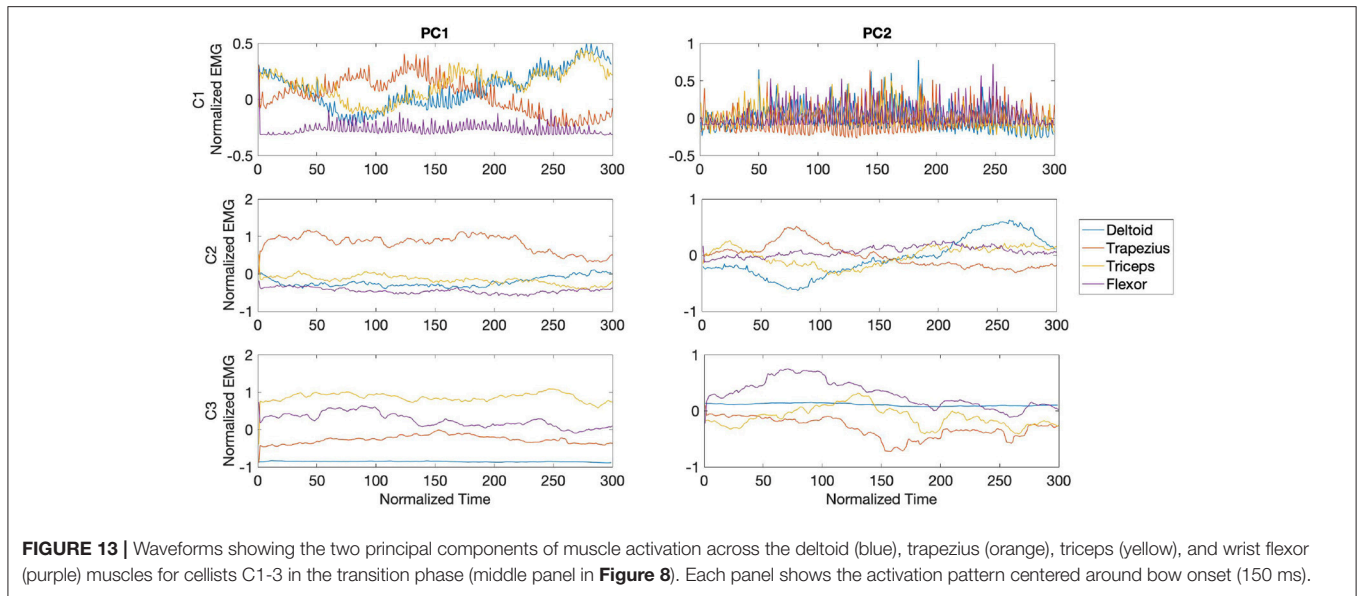 PC1
PC2
C1
Normalized EMG
0.5
0
-0.5
0 50 100 150 200 250 300
1
0.5
0
-0.5
0 50 100 150 200 250 300
C2
Normalized EMG
2
1
0
-1
0 50 100 150 200 250 300
1
0
-1
0 50 100 150 200 250 300
Deltoid
Trapezius
Triceps
Flexor
C3
Normalized EMG
2
1
0
-1
0 50 100 150 200 250 300
Normalized Time
1
0
-1
0 50 100 150 200 250 300
Normalized Time
FIGURE 13 | Waveforms showing the two principal components of muscle activation across the deltoid (blue), trapezius (orange), triceps (yellow), and wrist flexor
(purple) muscles for cellists C1-3 in the transition phase (middle panel in Figure 8). Each panel shows the activation pattern centered around bow onset (150 ms).